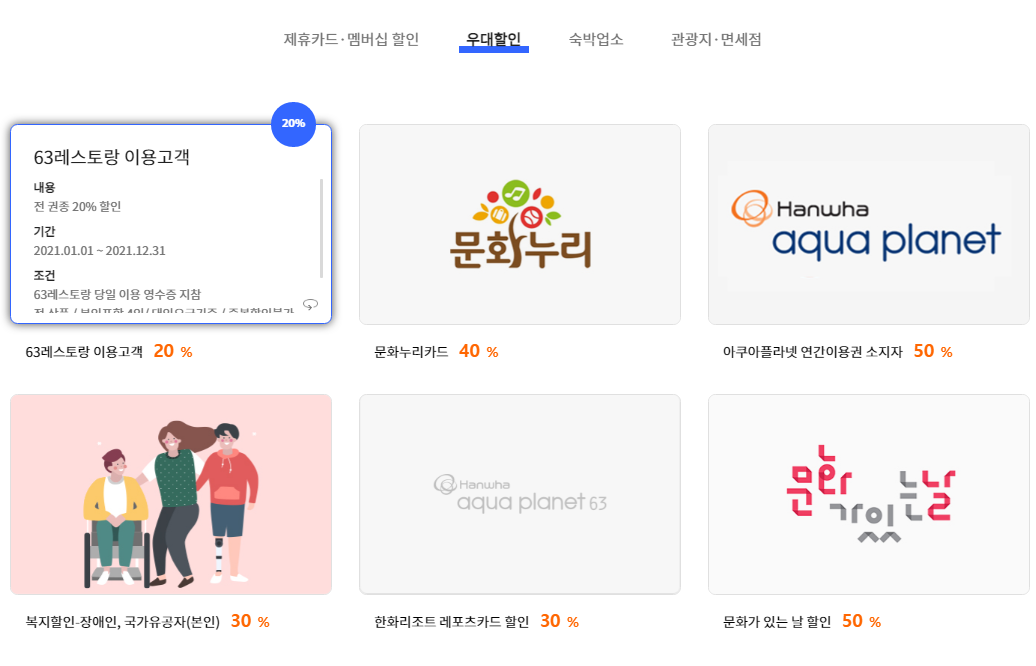 제휴카드·멤버십 할인
우대할인
숙박업소
관광지·면세점
20%
63레스토랑 이용고객
내용
전 권종 20% 할인
기간
2021.01.01 ~ 2021.12.31
조건
63레스토랑 당일 이용 영수증 지참
63레스토랑 이용고객 20 %
문화누리
문화누리카드 40 %
Hanwha
aqua planet
아쿠아플라넷 연간이용권 소지자 50 %
복지할인-장애인, 국가유공자(본인) 30 %
Hanwha
aqua planet 63
한화리조트 레포츠카드 할인 30 %
문화가 있는 날
문화가 있는 날 할인 50 %